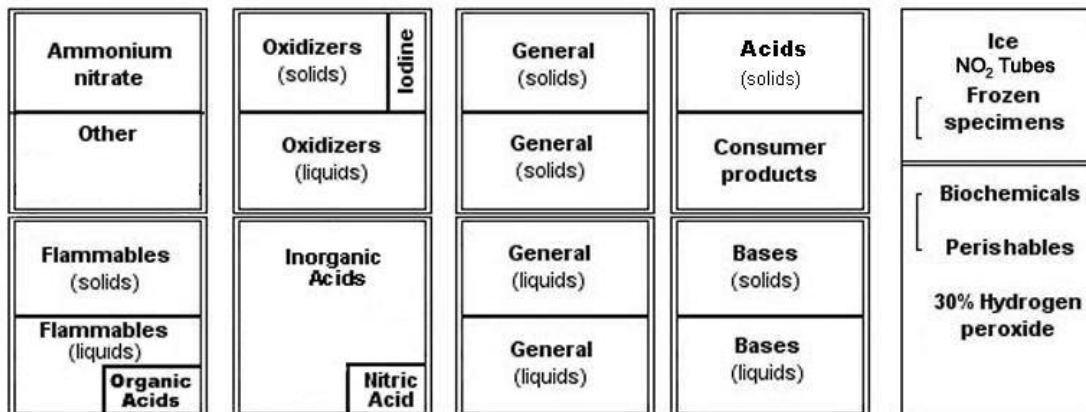 Ammonium
nitrate
Other
Oxidizers
(solids)
Iodine
Oxidizers
(liquids)
General
(solids)
General
(solids)
Acids
(solids)
Consumer
products
Ice
NO₂ Tubes
Frozen
specimens
Flammables
(solids)
Flammables
(liquids)
Organic
Acids
Inorganic
Acids
Nitric
Acid
General
(liquids)
General
(liquids)
Bases
(solids)
Bases
(liquids)
Biochemicals
Perishables
30% Hydrogen
peroxide